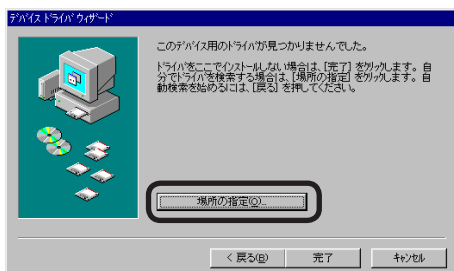 ﾃﾞﾊﾞｲｽ ﾄﾞﾗｲﾊﾞ ｳｨｻﾞｰﾄﾞ
このﾃﾞﾊﾞｲｽ用のﾄﾞﾗｲﾊﾞが見つかりませんでした。
ﾄﾞﾗｲﾊﾞをここでｲﾝｽﾄｰﾙしない場合は、[完了] をｸﾘｯｸします。自
分でﾄﾞﾗｲﾊﾞを検索する場合は、[場所の指定] をｸﾘｯｸします。自
動検索を始めるには、[戻る] を押してください。
場所の指定(O)...
< 戻る(B)
完了
ｷｬﾝｾﾙ